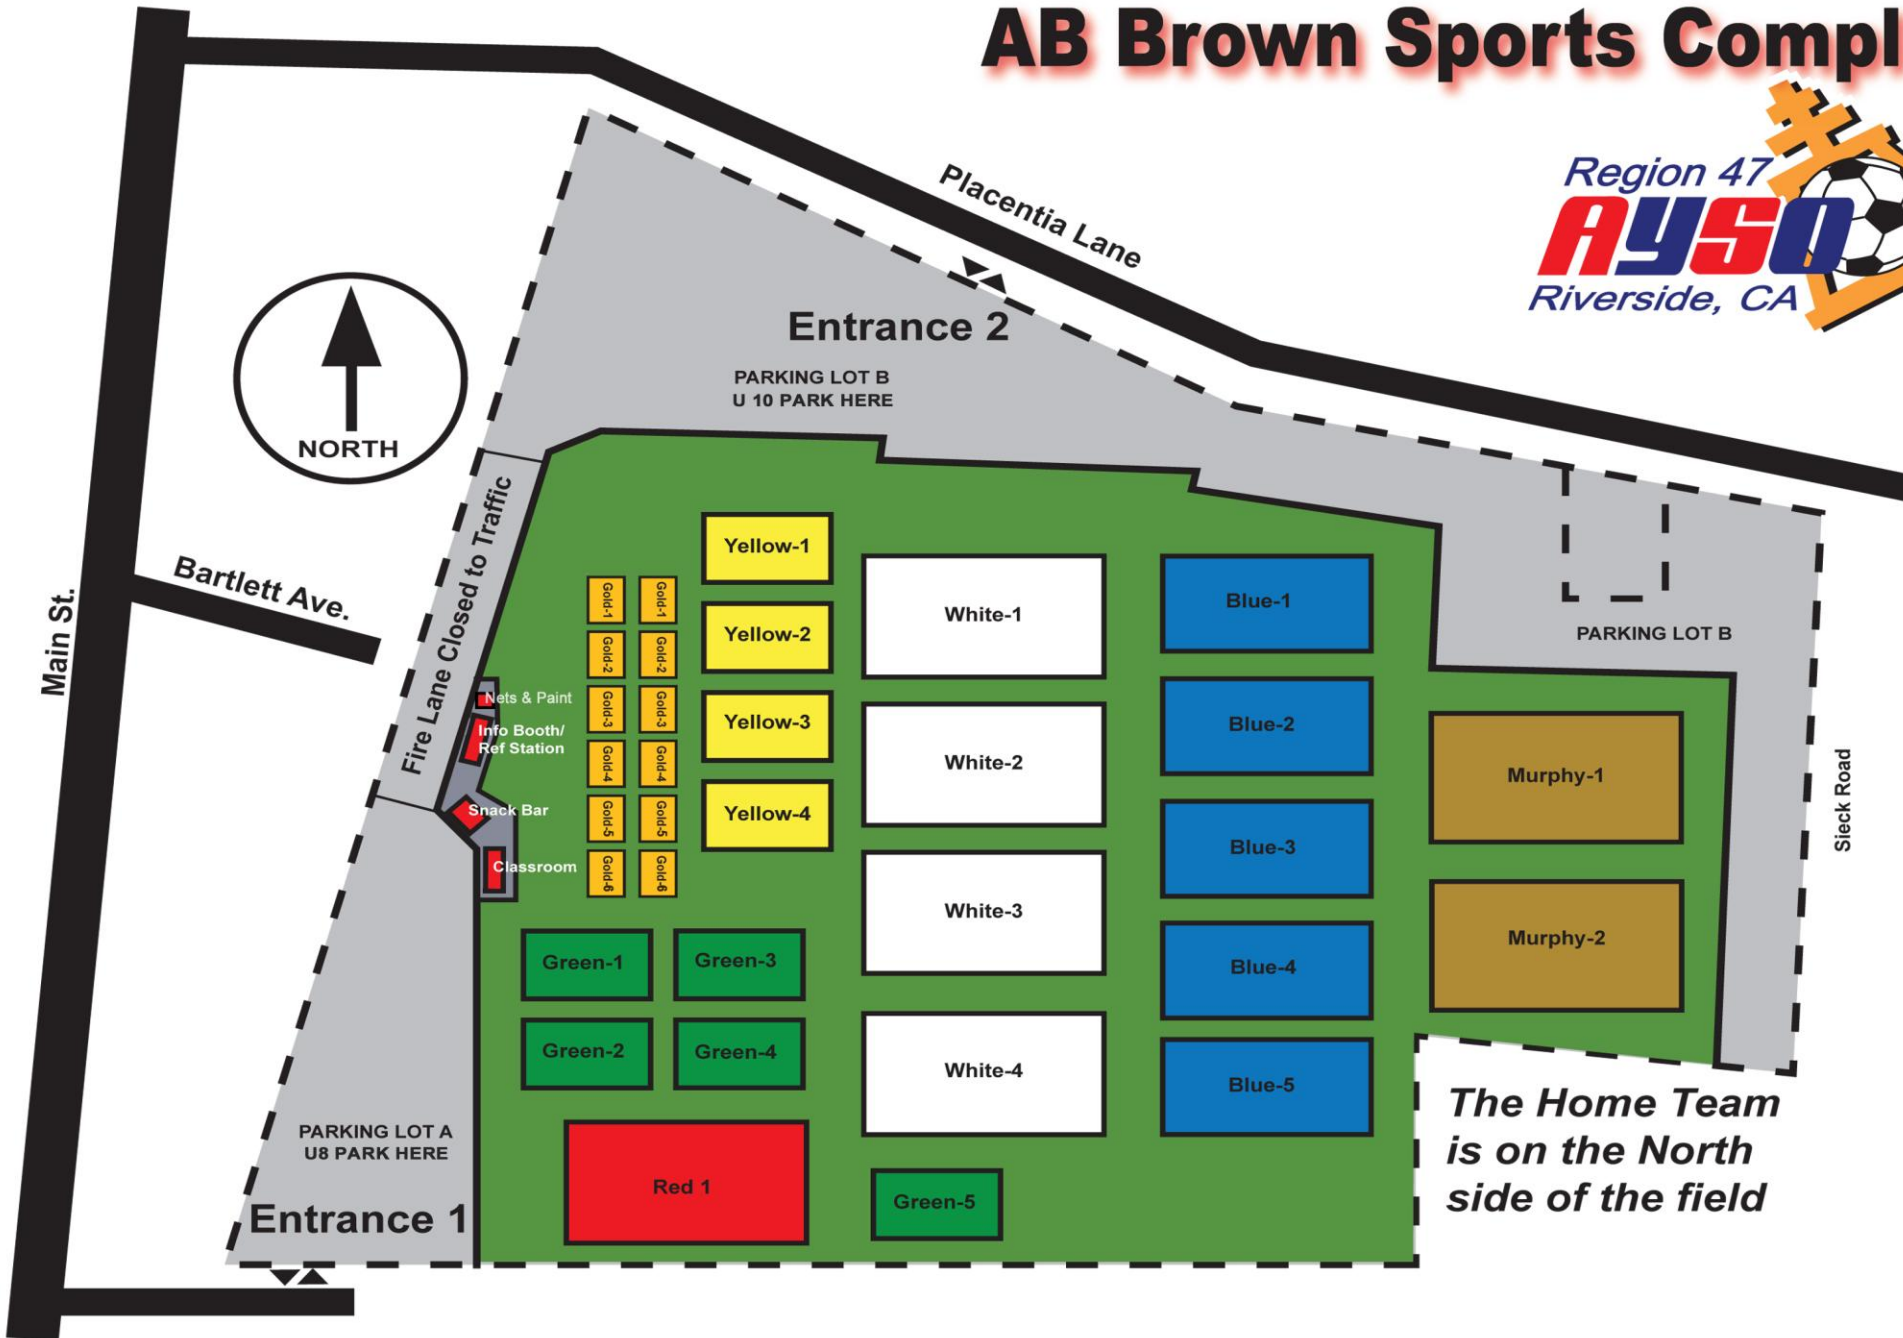 AB Brown Sports Compl
Region 47
AYSO
Riverside, CA
Placentia Lane
Entrance 2
PARKING LOT B
U 10 PARK HERE
NORTH
Fire Lane Closed to Traffic
Bartlett Ave.
Main St.
Yellow-1
Yellow-2
Yellow-3
Yellow-4
Gold-1
Gold-1
Gold-2
Gold-2
Gold-3
Gold-3
Gold-4
Gold-4
Gold-5
Gold-5
Gold-6
Gold-6
White-1
White-2
White-3
White-4
Blue-1
Blue-2
Blue-3
Blue-4
Blue-5
PARKING LOT B
Murphy-1
Murphy-2
Sieck Road
Nets & Paint
Info Booth/
Ref Station
Snack Bar
Classroom
Green-1
Green-3
Green-2
Green-4
Red 1
Green-5
PARKING LOT A
U8 PARK HERE
Entrance 1
The Home Team
is on the North
side of the field